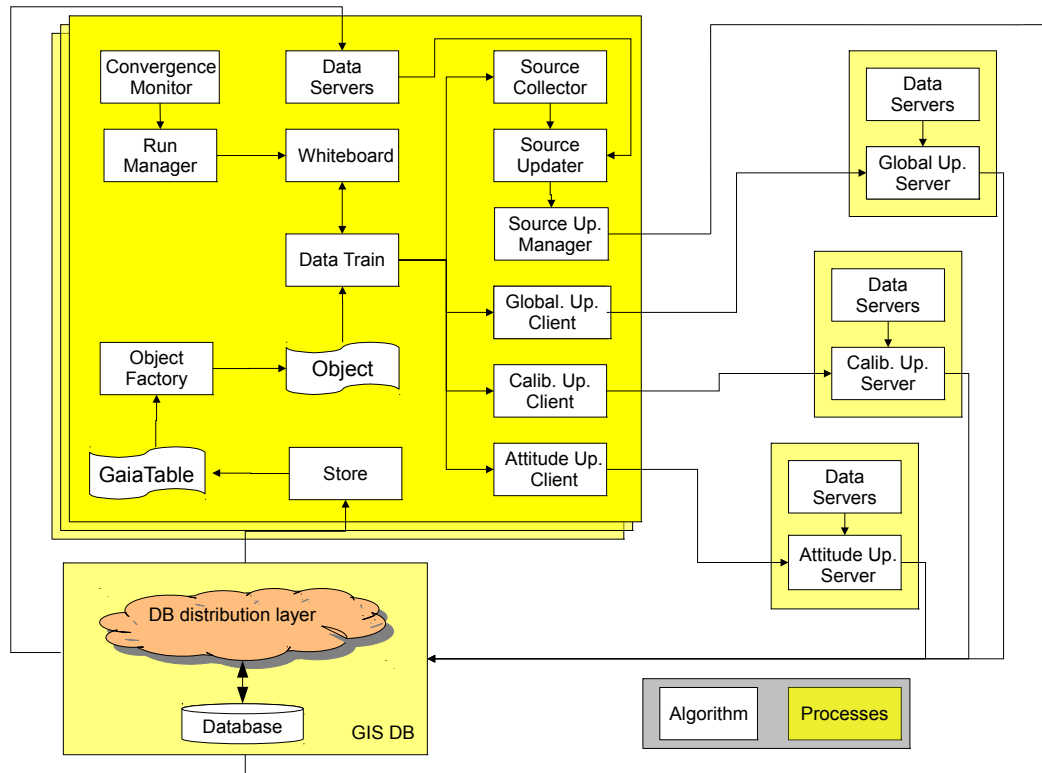 Convergence
Monitor
Data
Servers
Source
Collector
Run
Manager
Whiteboard
Source
Updater
Data Train
Source Up.
Manager
Global. Up.
Client
Object
Factory
Object
Calib. Up.
Client
GaiaTable
Store
Attitude Up.
Client
Data
Servers
Global Up.
Server
Data
Servers
Calib. Up.
Server
Data
Servers
Attitude Up.
Server
DB distribution layer
Database
GIS DB
Algorithm
Processes